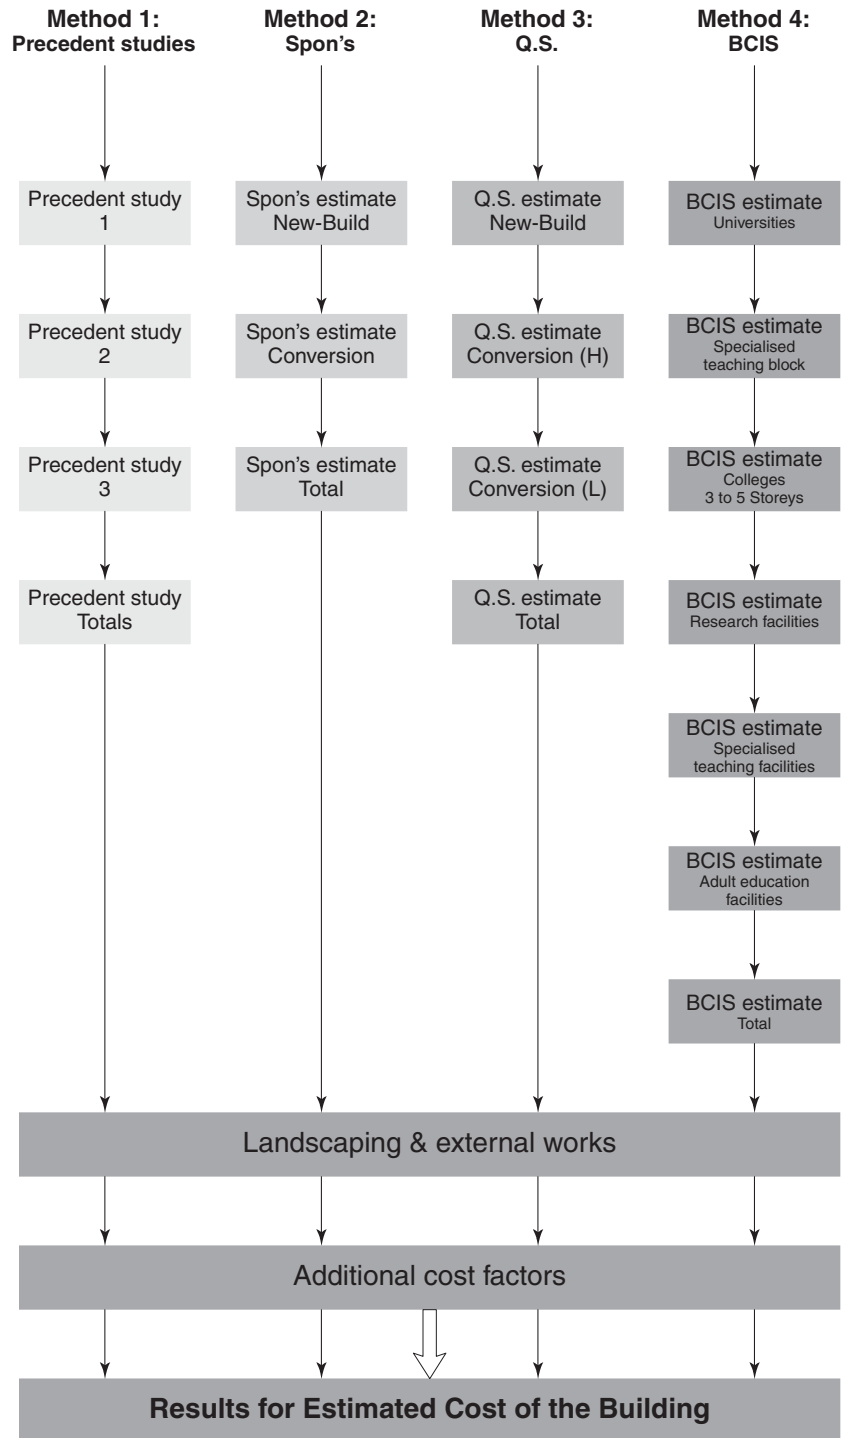 Method 1:
Precedent studies
Method 2:
Spon's
Method 3:
Q.S.
Method 4:
BCIS
Precedent study
1
Spon's estimate
New-Build
Q.S. estimate
New-Build
BCIS estimate
Universities
Precedent study
2
Spon's estimate
Conversion
Q.S. estimate
Conversion (H)
BCIS estimate
Specialised
teaching block
Precedent study
3
Spon's estimate
Total
Q.S. estimate
Conversion (L)
BCIS estimate
Colleges
3 to 5 Storeys
Precedent study
Totals
Q.S. estimate
Total
BCIS estimate
Research facilities
BCIS estimate
Specialised
teaching facilities
BCIS estimate
Adult education
facilities
BCIS estimate
Total
Landscaping & external works
Additional cost factors
Results for Estimated Cost of the Building